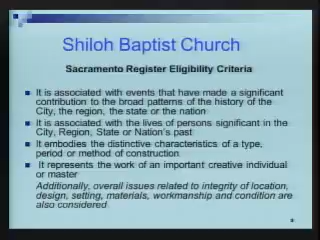 Shiloh Baptist Church
Sacramento Register Eligibility Criteria
It is associated with events that have made a significant
contribution to the broad patterns of the history of the
City, the region, the state or the nation
It is associated with the lives of persons significant in the
City, Region, State or Nation's past
It embodies the distinctive characteristics of a type,
period or method of construction
It represents the work of an important creative individual
or master
Additionally, overall issues related to integrity of location,
design, setting, materials, workmanship and condition are
also considered